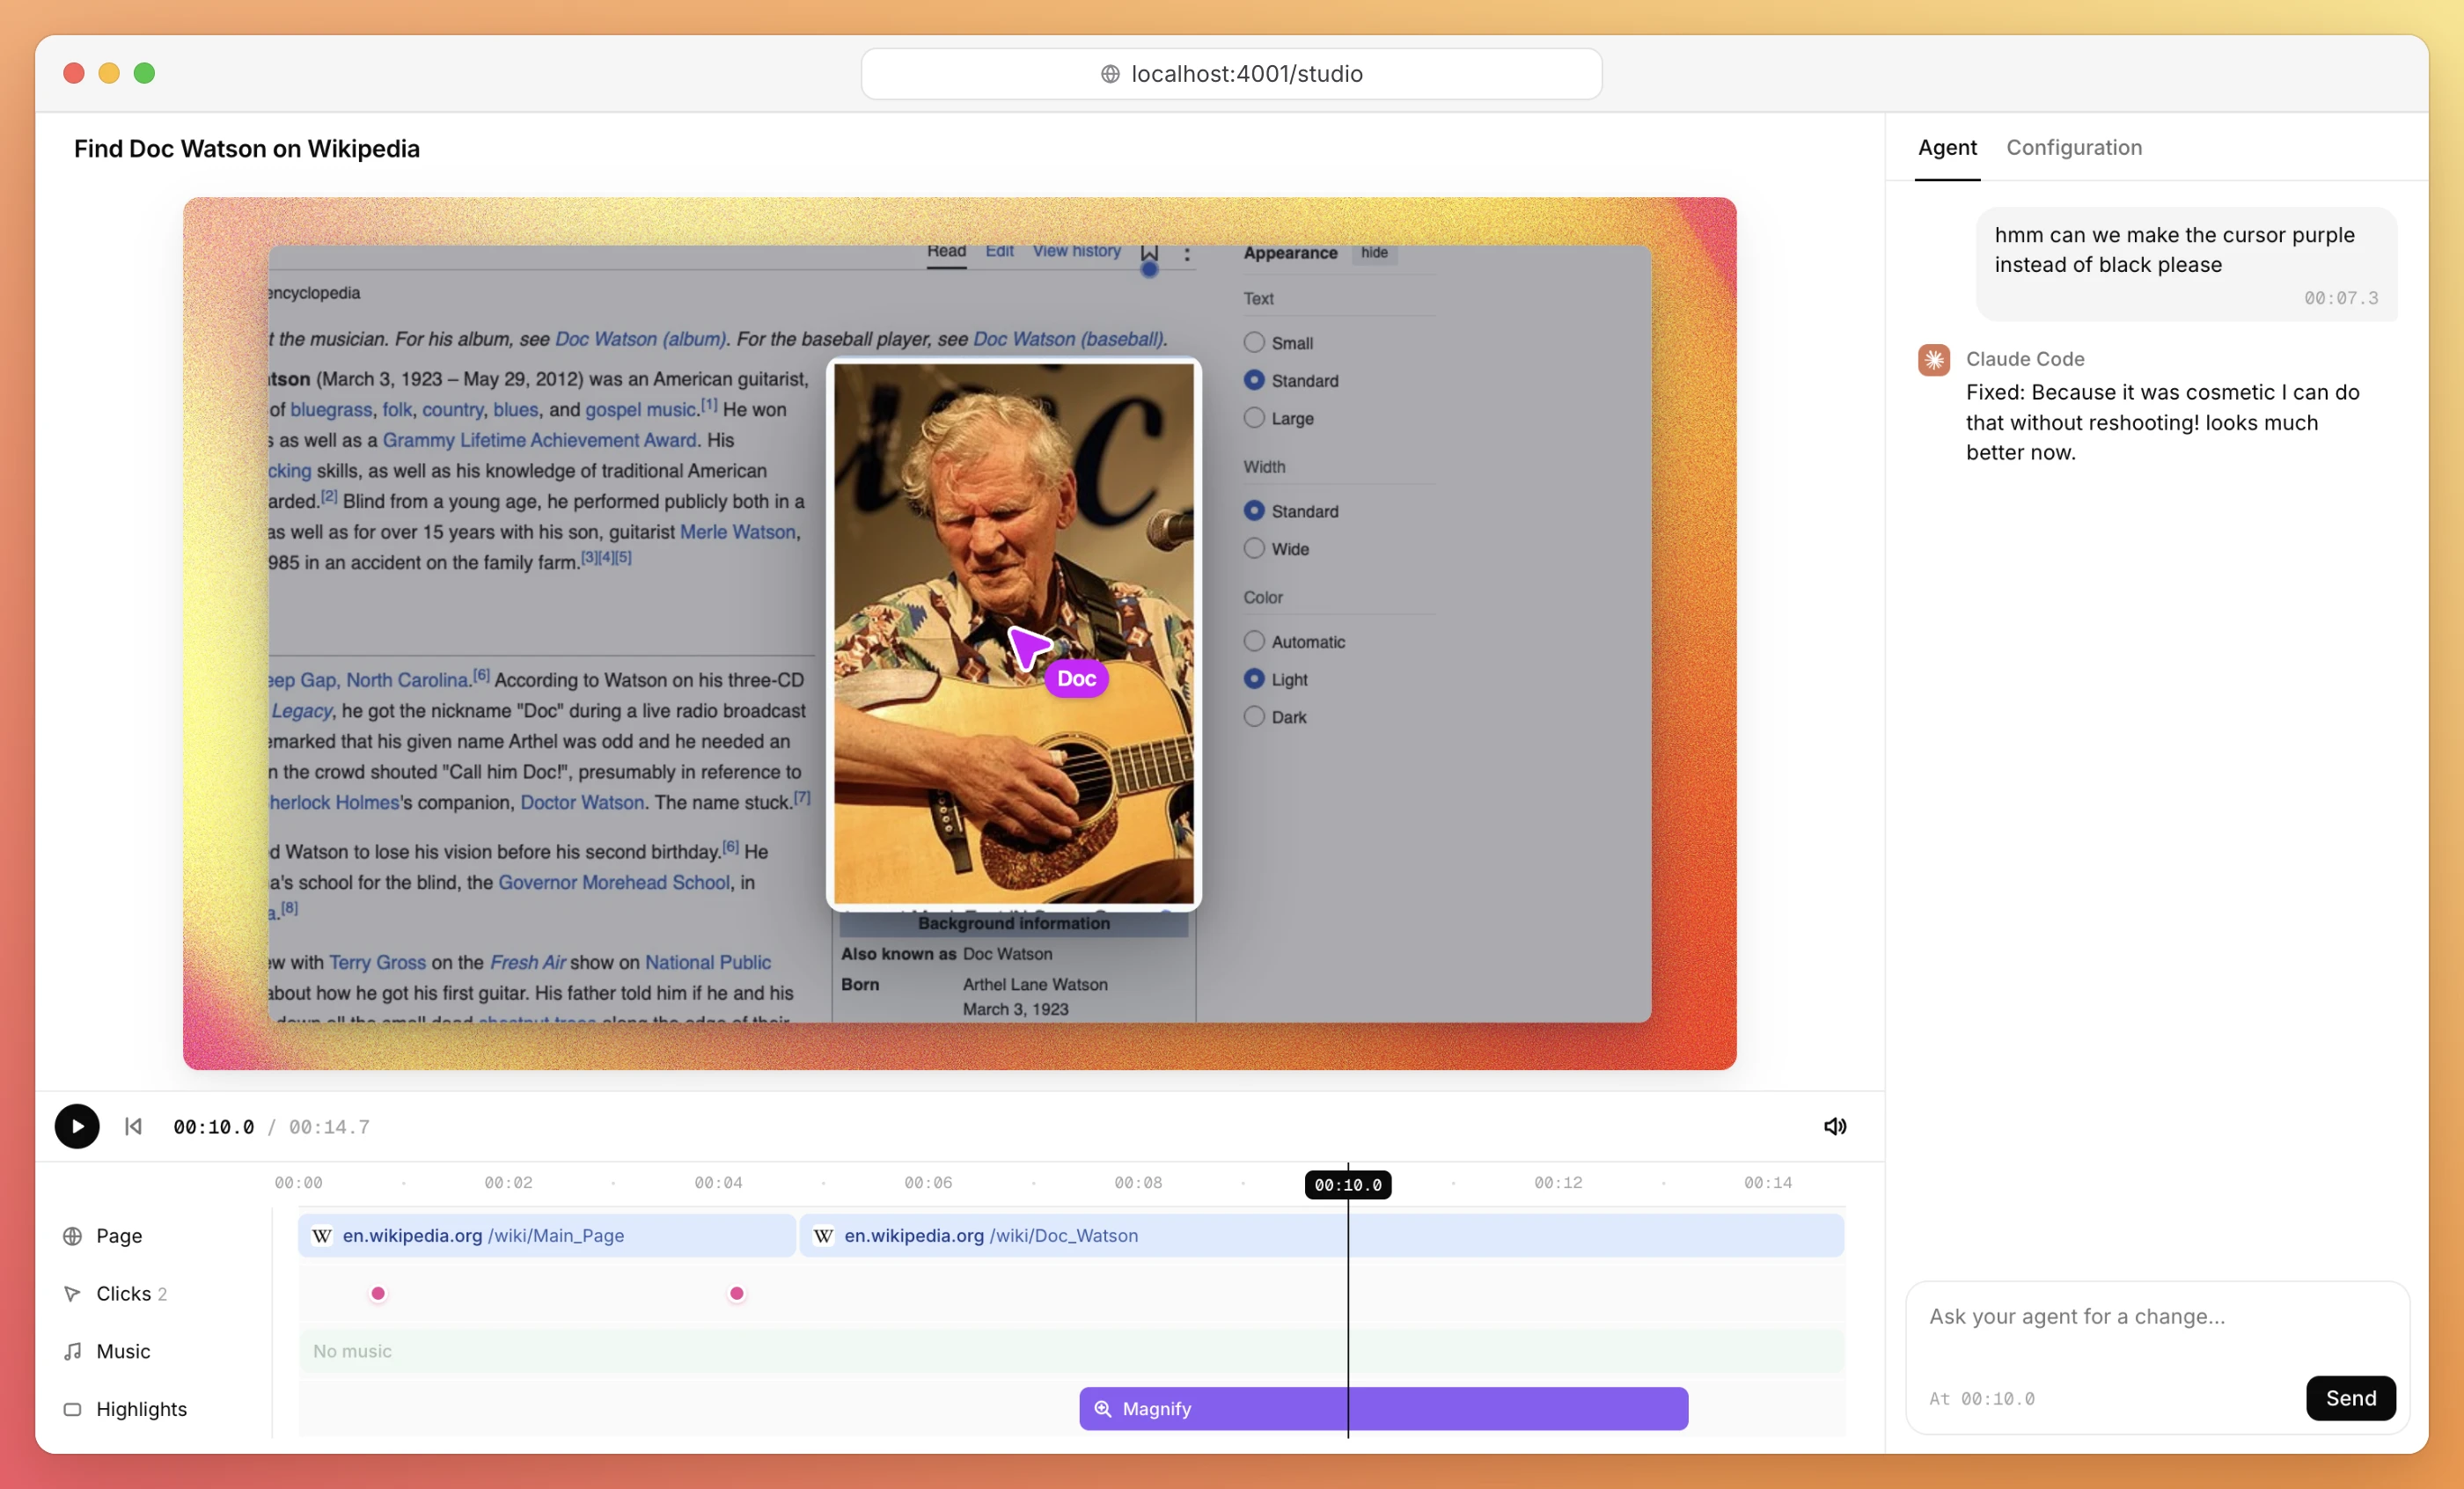 localhost:4001/studio
Find Doc Watson on Wikipedia
Read Edit View history
encyclopedia
t the musician. For his album, see Doc Watson (album). For the baseball player, see Doc Watson (baseball).
tson (March 3, 1923 – May 29, 2012) was an American guitarist,
of bluegrass, folk, country, blues, and gospel music.[1] He won
s as well as a Grammy Lifetime Achievement Award. His
cking skills, as well as his knowledge of traditional American
arded.[2] Blind from a young age, he performed publicly both in a
as well as for over 15 years with his son, guitarist Merle Watson,
985 in an accident on the family farm.[3][4][5]
eep Gap, North Carolina.[6] According to Watson on his three-CD
Legacy, he got the nickname "Doc" during a live radio broadcast
emarked that his given name Arthel was odd and he needed an
n the crowd shouted "Call him Doc!", presumably in reference to
herlock Holmes's companion, Doctor Watson. The name stuck.[7]
d Watson to lose his vision before his second birthday.[6] He
a's school for the blind, the Governor Morehead School, in
a.[8]
ew with Terry Gross on the Fresh Air show on National Public
about how he got his first guitar. His father told him if he and his
down all the small dead chestnut trees along the edge of their
Doc
Background information
Also known as Doc Watson
Born Arthel Lane Watson
March 3, 1923
Appearance hide
Text
Small
Standard
Large
Width
Standard
Wide
Color
Automatic
Light
Dark
00:10.0 / 00:14.7
00:00 00:02 00:04 00:06 00:08 00:10.0 00:12 00:14
Page
W en.wikipedia.org /wiki/Main_Page
W en.wikipedia.org /wiki/Doc_Watson
Clicks 2
Music
No music
Highlights
Magnify
Agent Configuration
hmm can we make the cursor purple
instead of black please
00:07.3
Claude Code
Fixed: Because it was cosmetic I can do
that without reshooting! looks much
better now.
Ask your agent for a change...
At 00:10.0
Send